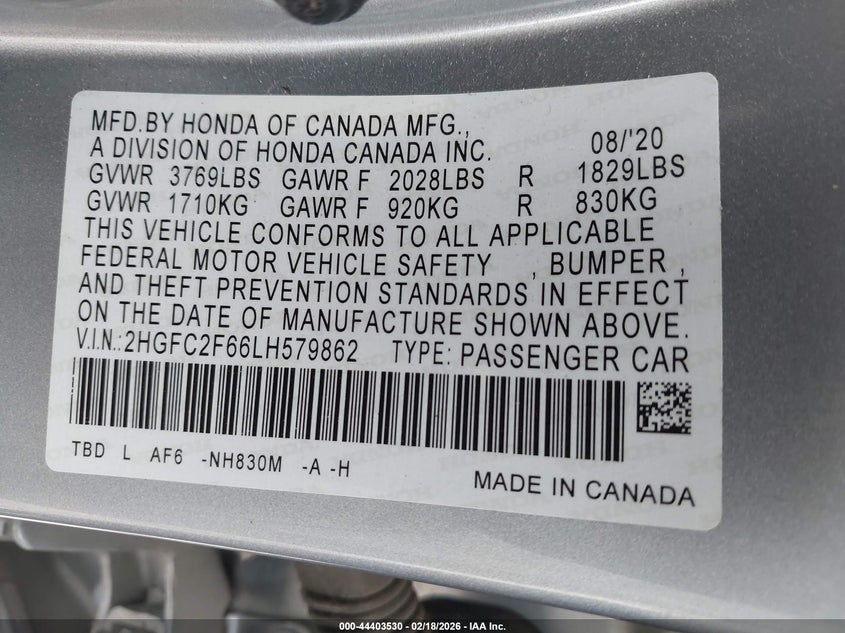 MFD.BY HONDA OF CANADA MFG.,
A DIVISION OF HONDA CANADA INC. 08/'20
GVWR 3769LBS GAWR F 2028LBS R 1829LBS
GVWR 1710KG GAWR F 920KG R 830KG
THIS VEHICLE CONFORMS TO ALL APPLICABLE
FEDERAL MOTOR VEHICLE SAFETY , BUMPER ,
AND THEFT PREVENTION STANDARDS IN EFFECT
ON THE DATE OF MANUFACTURE SHOWN ABOVE.
V.I.N.:2HGFC2F66LH579862 TYPE: PASSENGER CAR
TBD L AF6 -NH830M -A -H
MADE IN CANADA
000-44403530 - 02/18/2026 - IAA Inc.